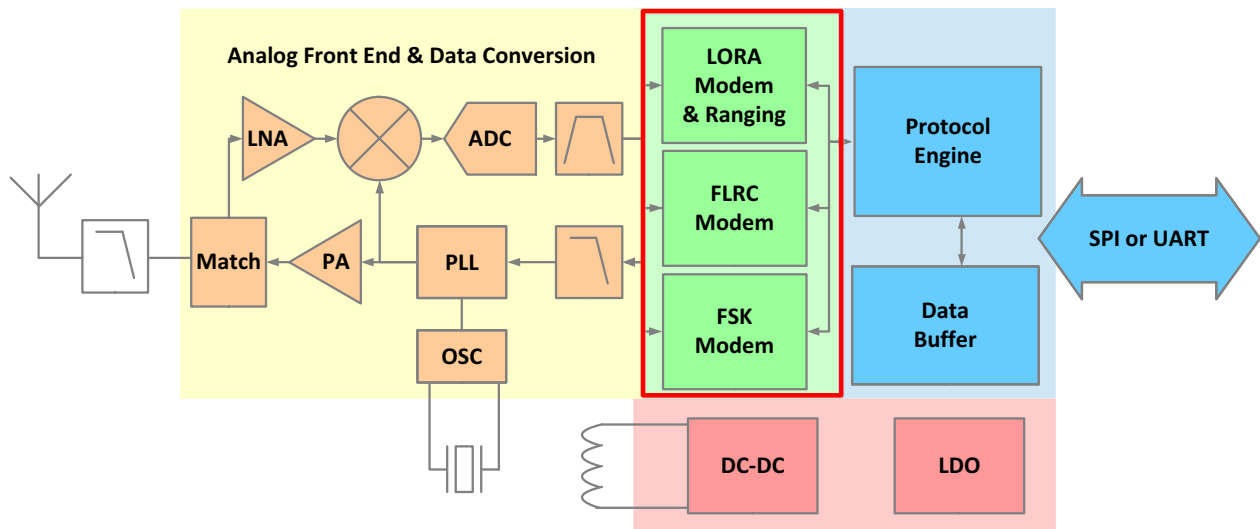 Analog Front End & Data Conversion
LNA
ADC
LORA
Modem
& Ranging
Protocol
Engine
FLRC
Modem
SPI or UART
Match
PA
PLL
FSK
Modem
Data
Buffer
OSC
DC-DC
LDO